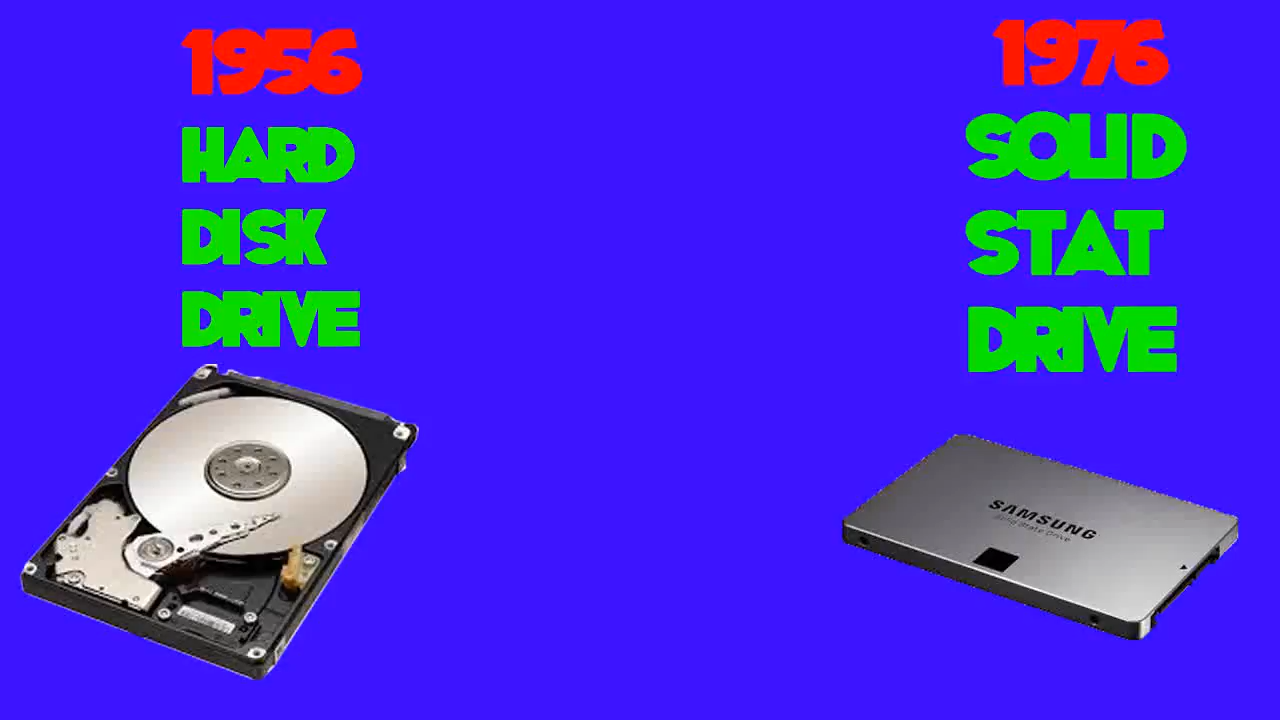 1956
HARD
DISK
DRIVE
1976
SOLID
STAT
DRIVE
SAMSUNG
Solid State Drive